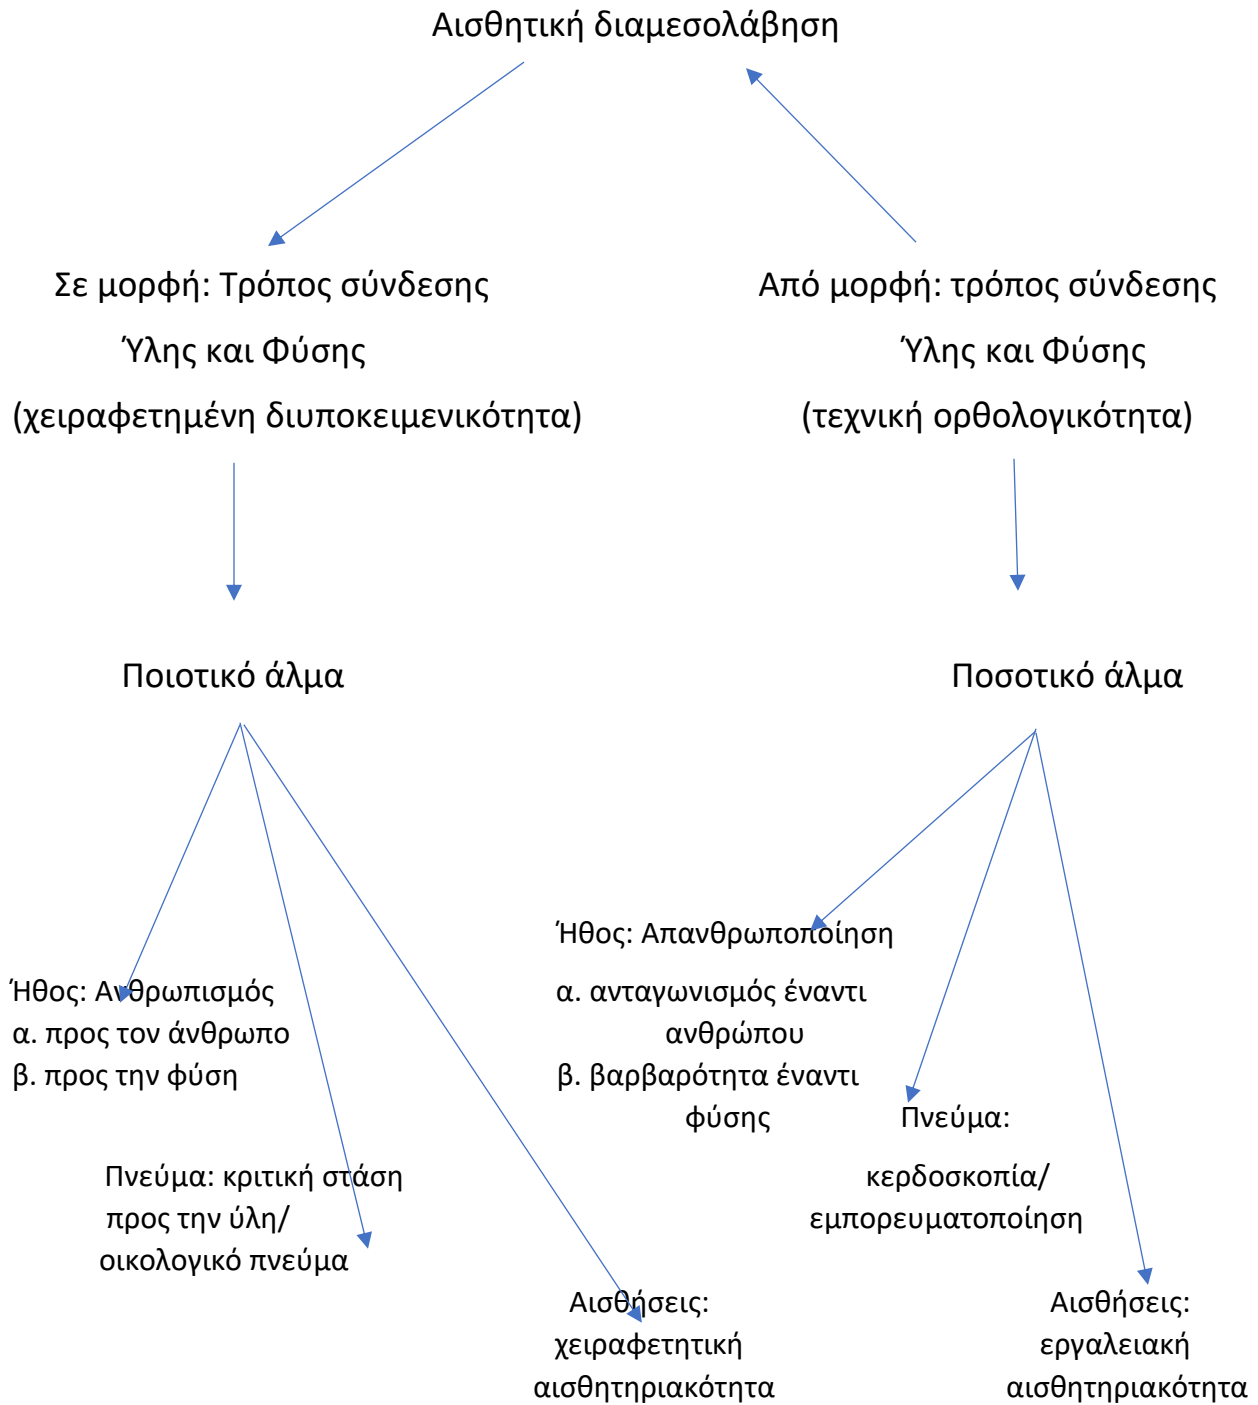 Αισθητική διαμεσολάβηση
Σε μορφή: Τρόπος σύνδεσης
Ύλης και Φύσης
(χειραφετημένη διυποκειμενικότητα)
Από μορφή: τρόπος σύνδεσης
Ύλης και Φύσης
(τεχνική ορθολογικότητα)
Ποιοτικό άλμα
Ποσοτικό άλμα
Ήθος: Ανθρωπισμός
α. προς τον άνθρωπο
β. προς την φύση
Πνεύμα: κριτική στάση
προς την ύλη/
οικολογικό πνεύμα
Αισθήσεις:
χειραφετητική
αισθητηριακότητα
Ήθος: Απανθρωποποίηση
α. ανταγωνισμός έναντι
ανθρώπου
β. βαρβαρότητα έναντι
φύσης
Πνεύμα:
κερδοσκοπία/
εμπορευματοποίηση
Αισθήσεις:
εργαλειακή
αισθητηριακότητα